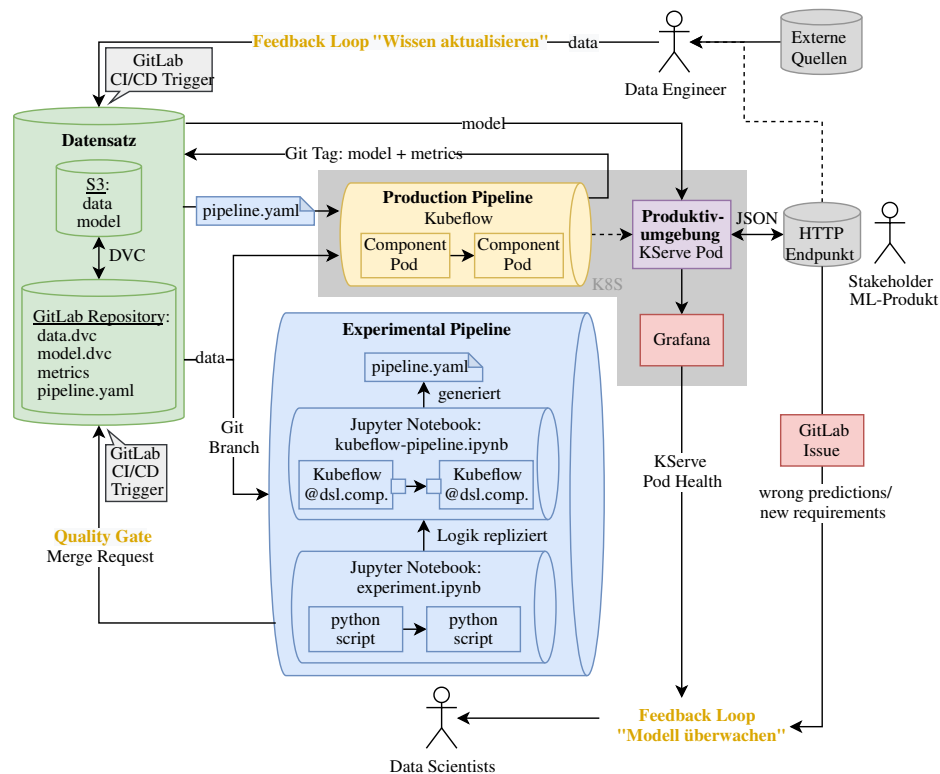 Feedback Loop "Wissen aktualisieren"
data
Data Engineer
Externe
Quellen
GitLab
CI/CD Trigger
Datensatz
S3:
data
model
DVC
GitLab Repository:
data.dvc
model.dvc
metrics
pipeline.yaml
model
Git Tag: model + metrics
pipeline.yaml
Production Pipeline
Kubeflow
Component
Pod
Component
Pod
K8S
Produktiv-
umgebung
KServe Pod
JSON
HTTP
Endpunkt
Stakeholder
ML-Produkt
Grafana
data
Git
Branch
Experimental Pipeline
pipeline.yaml
generiert
Jupyter Notebook:
kubeflow-pipeline.ipynb
Kubeflow
@dsl.comp.
Kubeflow
@dsl.comp.
Logik repliziert
Jupyter Notebook:
experiment.ipynb
python
script
python
script
GitLab
CI/CD
Trigger
Quality Gate
Merge Request
KServe
Pod Health
GitLab
Issue
wrong predictions/
new requirements
Feedback Loop
"Modell überwachen"
Data Scientists